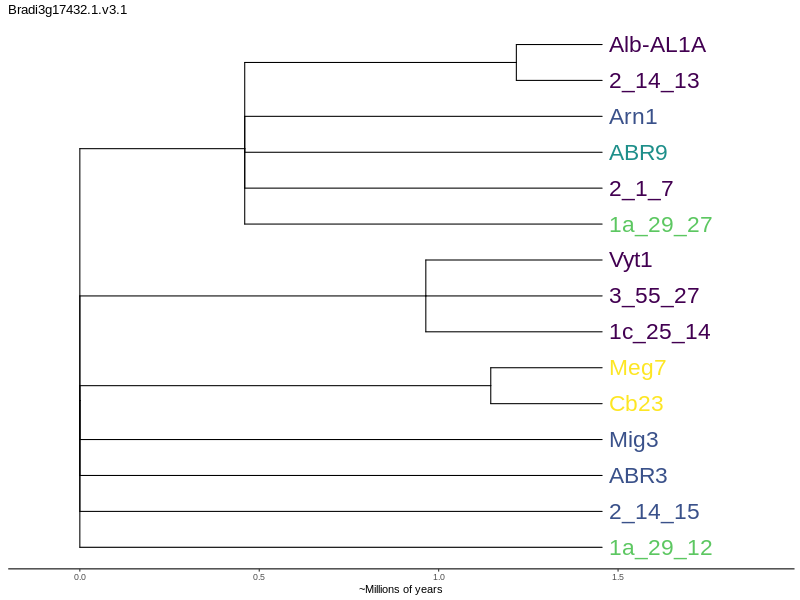 Bradi3g17432.1.v3.1
Alb-AL1A
2_14_13
Arn1
ABR9
2_1_7
1a_29_27
Vyt1
3_55_27
1c_25_14
Meg7
Cb23
Mig3
ABR3
2_14_15
1a_29_12
0.0 0.5 1.0 1.5
~Millions of years